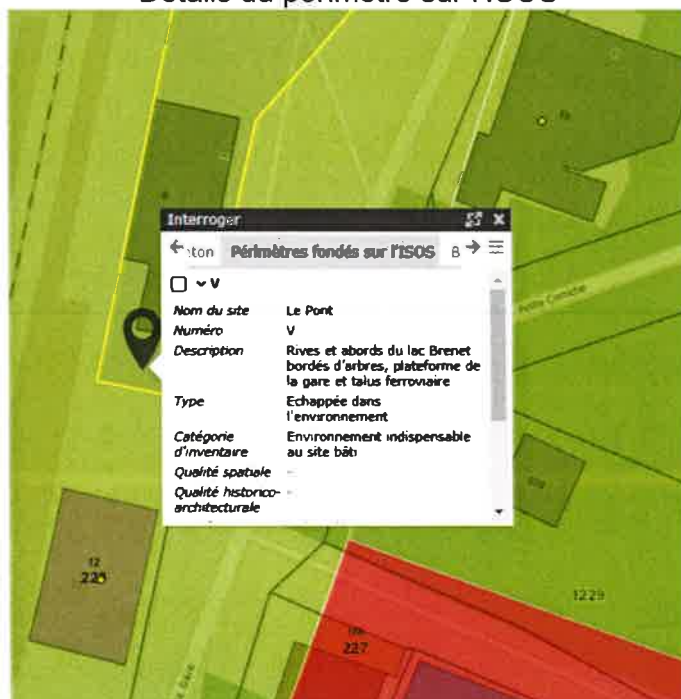 Détails du périmètre sur l'ISOS
Interroger
ton Périmètres fondés sur l'ISOS B
V
Nom du site Le Pont
Numéro V
Description Rives et abords du lac Brenet
bordés d'arbres, plateforme de
la gare et talus ferroviaire
Type Echappée dans
l'environnement
Catégorie Environnement indispensable
d'inventaire au site bâti
Qualité spatiale -
Qualité historico- -
architecturale
12
1229
227